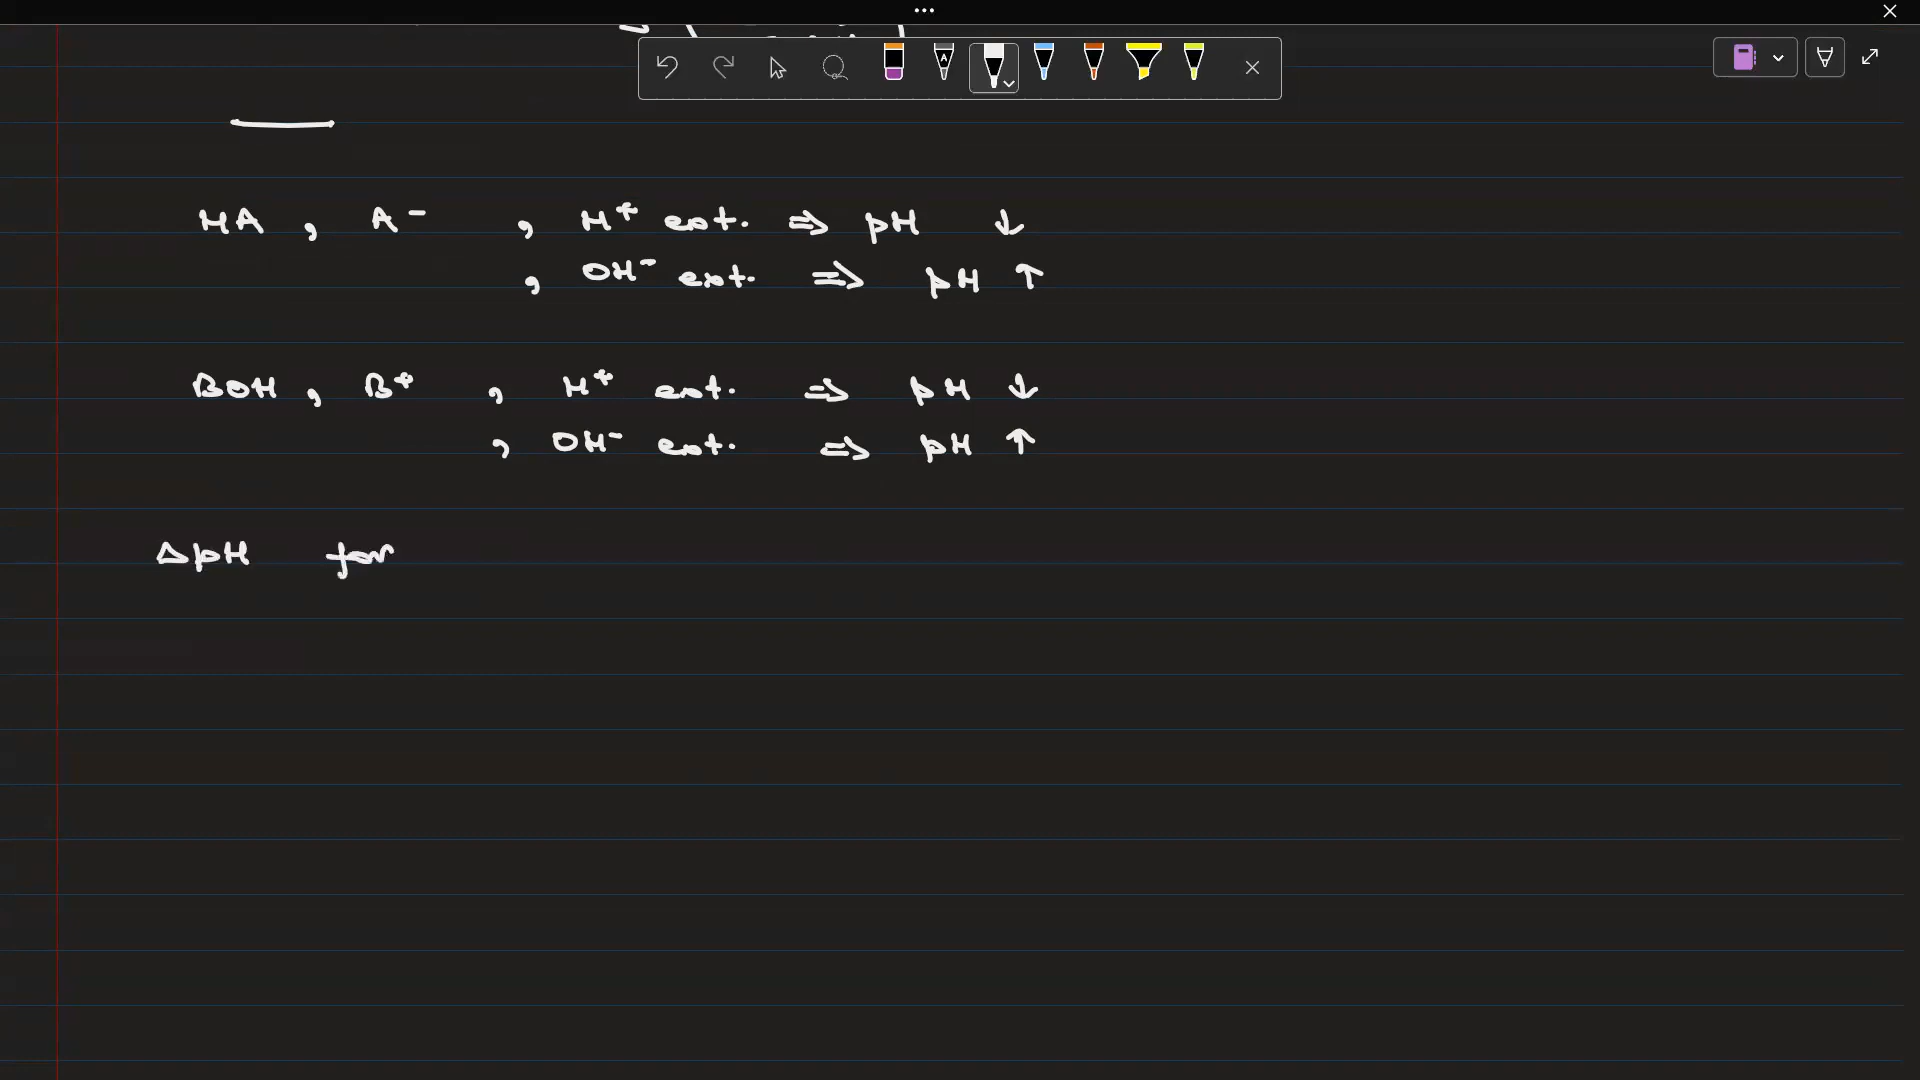 HA , A⁻ , H⁺ ext. ⇒ pH ↓
, OH⁻ ext. ⇒ pH ↑
BOH , B⁺ , H⁺ ext. ⇒ pH ↓
, OH⁻ ext. ⇒ pH ↑
ΔpH for